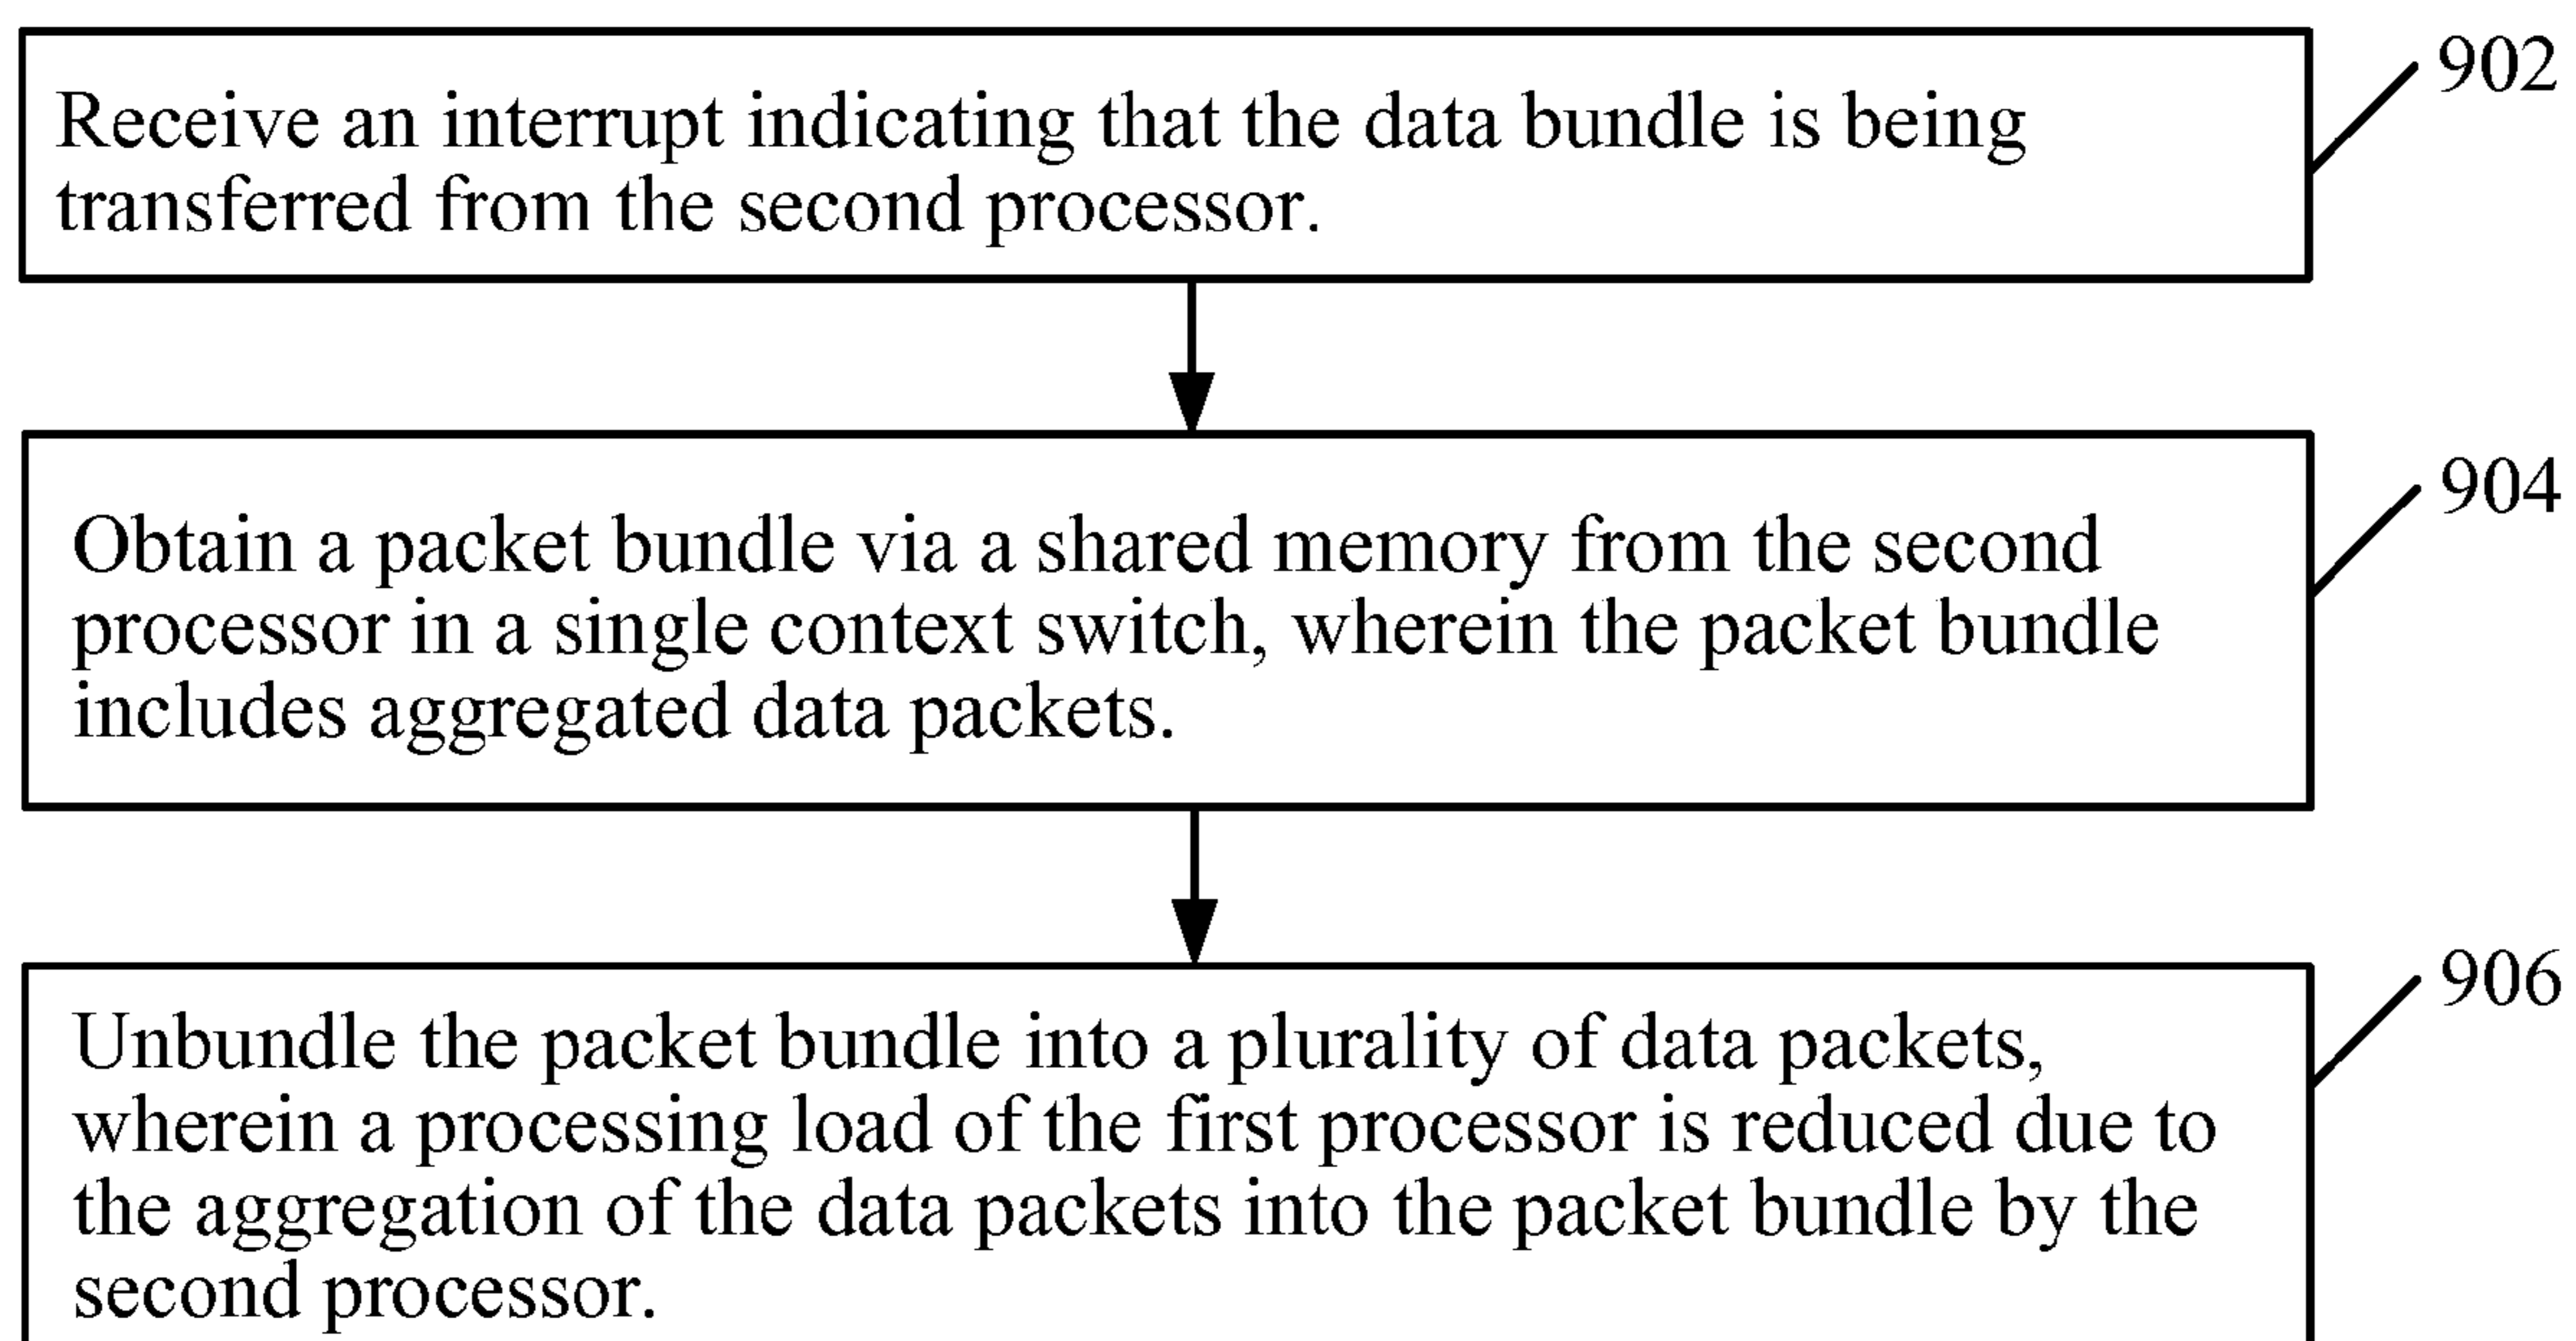 902
Receive an interrupt indicating that the data bundle is being
transferred from the second processor.
904
Obtain a packet bundle via a shared memory from the second
processor in a single context switch, wherein the packet bundle
includes aggregated data packets.
906
Unbundle the packet bundle into a plurality of data packets,
wherein a processing load of the first processor is reduced due to
the aggregation of the data packets into the packet bundle by the
second processor.